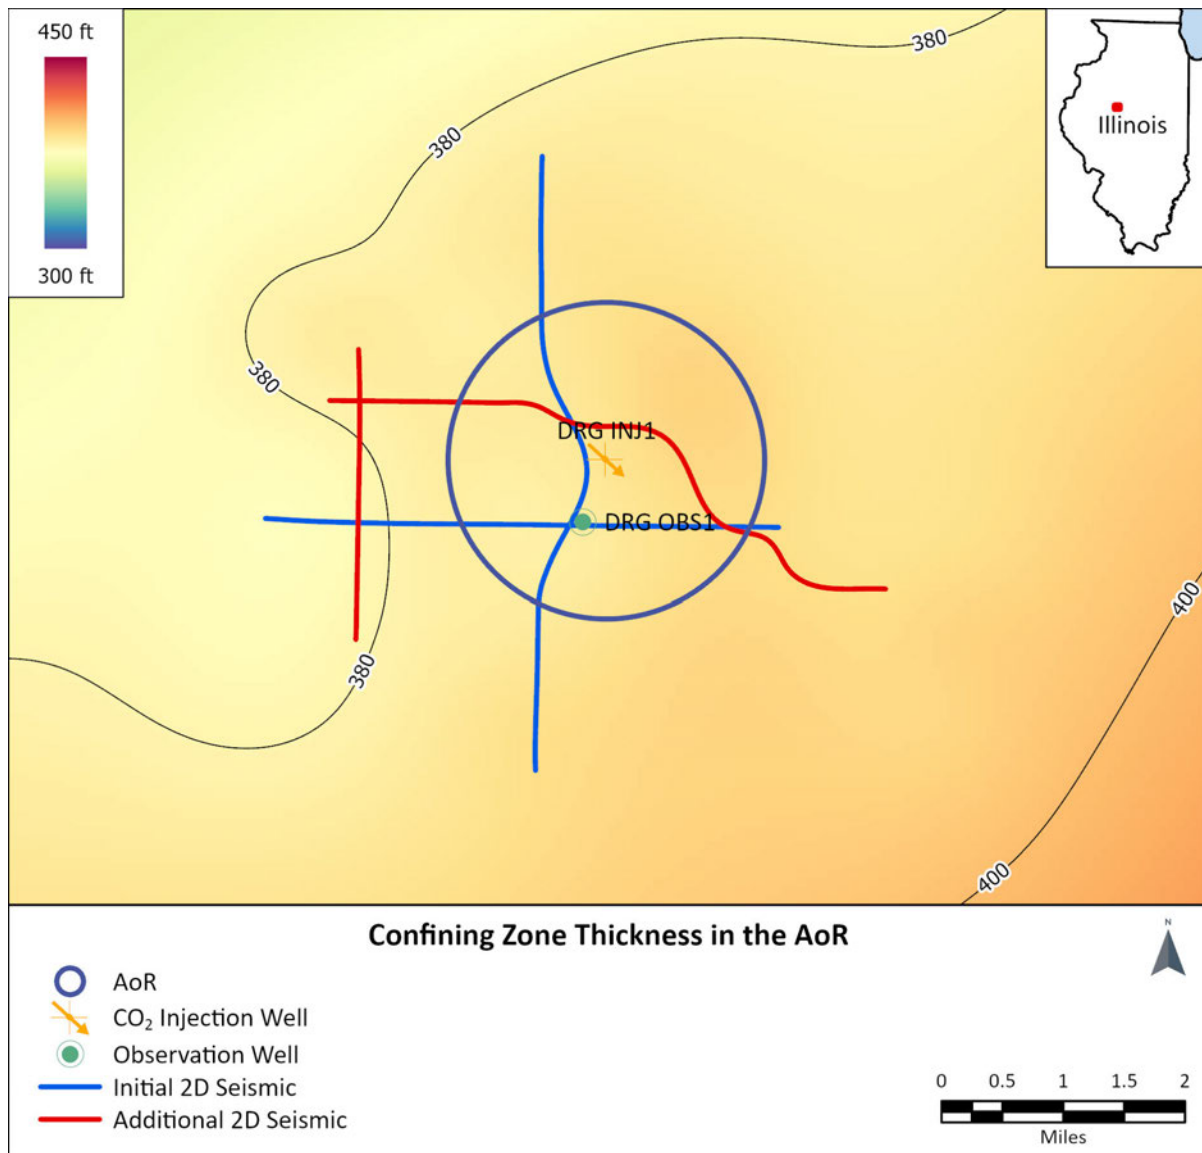 450 ft
300 ft
380
380
380
380
400
400
Illinois
DRG INJ1
DRG OBS1
Confining Zone Thickness in the AoR
N
AoR
CO₂ Injection Well
Observation Well
Initial 2D Seismic
Additional 2D Seismic
0 0.5 1 1.5 2
Miles